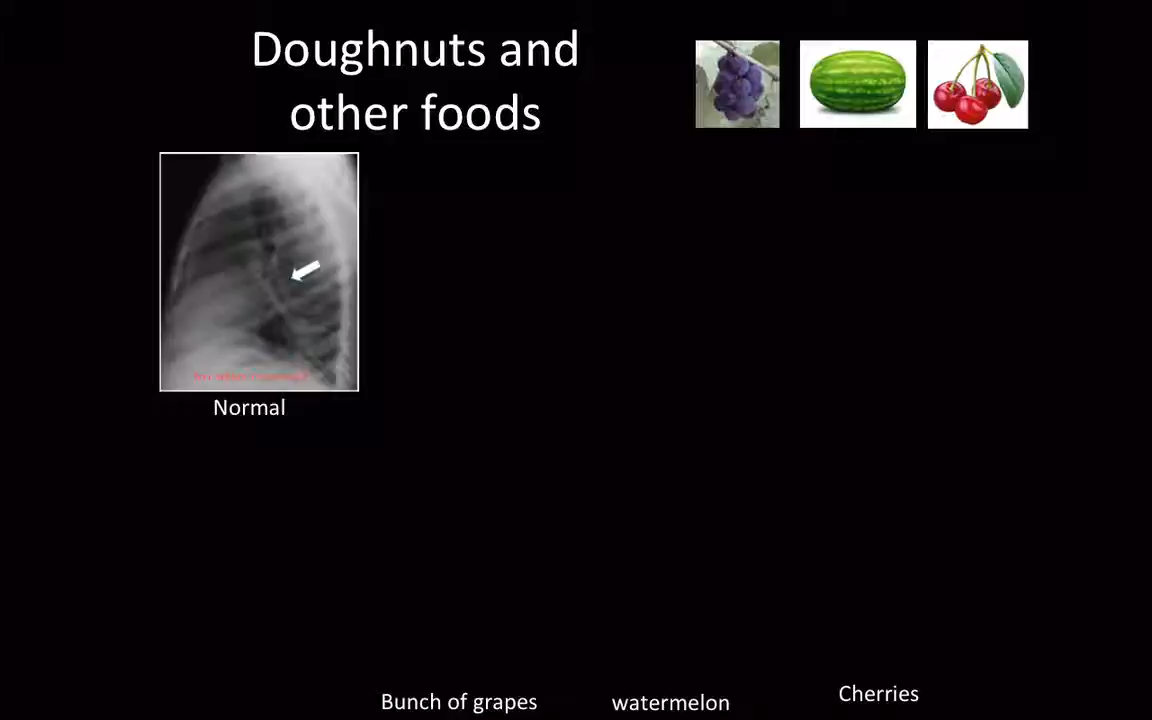 Doughnuts and
other foods
Normal
Bunch of grapes
watermelon
Cherries